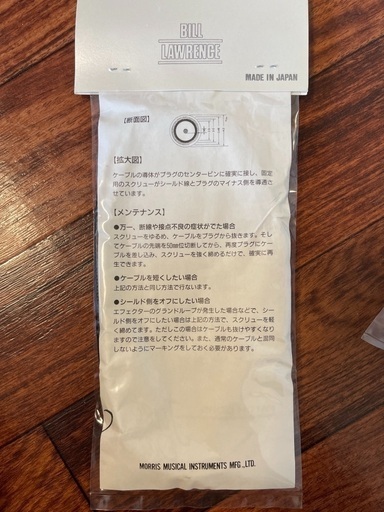 BILL
LAWRENCE
MADE IN JAPAN
【断面図】
【拡大図】
ケーブルの導体がプラグのセンターピンに確実に接し、固定
用のスクリューがシールド線とプラグのマイナス側を導通さ
せています。
【メンテナンス】
●万一、断線や接点不良の症状がでた場合
スクリューをゆるめ、ケーブルをプラグから抜きます。そし
てケーブルの先端を50mm位切断してから、再度プラグにケー
ブルを差し込み、スクリューを強く締めるだけで、確実に再
生できます。
●ケーブルを短くしたい場合
上記の方法と同じ方法で行ないます。
●シールド側をオフにしたい場合
エフェクターのグランドループが発生した場合などで、シー
ルド側をオフにしたい場合は上記の方法で、スクリューを軽
く締めてます。ただしこの場合はケーブルも抜けやすくなり
ますので注意をしてください。また、通常のケーブルと混同
しないようにマーキングをしておく必要があります。
MORRIS MUSICAL INSTRUMENTS MFG.,LTD.